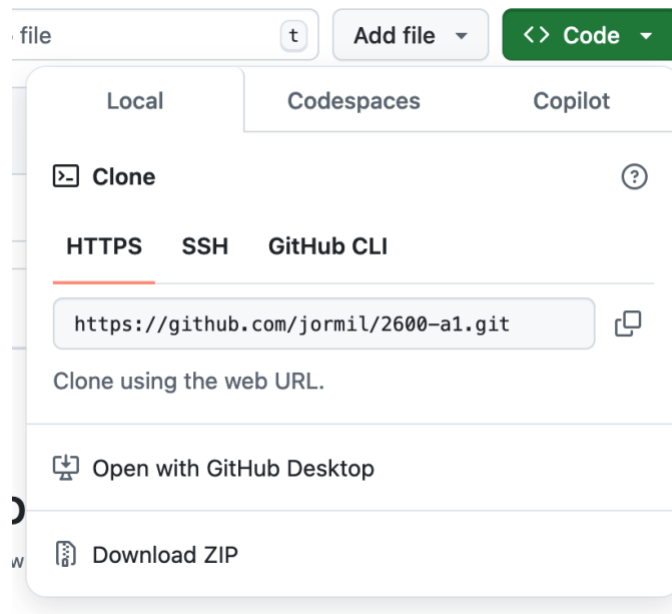 file t Add file <> Code
Local Codespaces Copilot
Clone
HTTPS SSH GitHub CLI
https://github.com/jormil/2600-a1.git
Clone using the web URL.
Open with GitHub Desktop
w Download ZIP